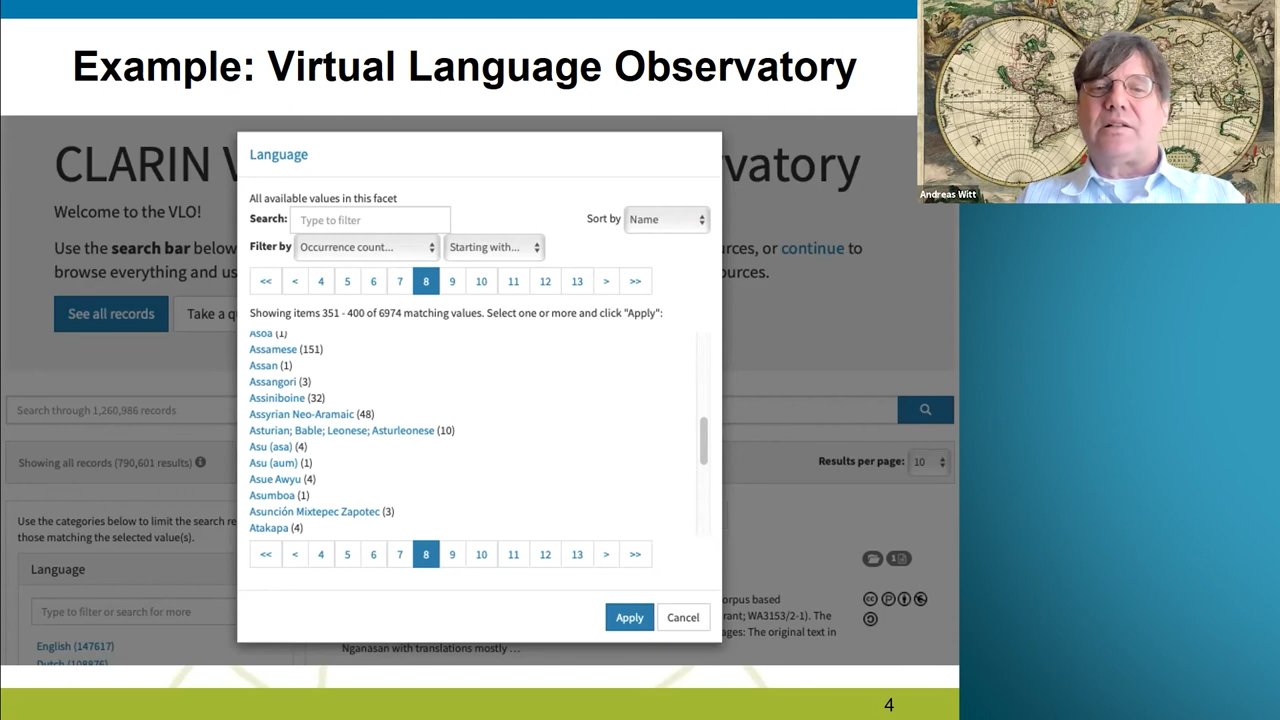 Example: Virtual Language Observatory
Andreas Witt
CLARIN V
vatory
Welcome to the VLO!
Use the search bar below
urces, or continue to
browse everything and us
ources.
See all records
Take a qu
Search through 1,260,986 records
Showing all records (790,601 results)
Results per page: 10
Use the categories below to limit the search re
those matching the selected value(s).
Language
Type to filter or search for more
English (147617)
Dutch (108876)
1
orpus based
rant; WA3153/2-1). The
ages: The original text in
Nganasan with translations mostly …
Language
All available values in this facet
Search: Type to filter
Sort by Name
Filter by Occurrence count... Starting with...
<< < 4 5 6 7 8 9 10 11 12 13 > >>
Showing items 351 - 400 of 6974 matching values. Select one or more and click "Apply":
Asoa (1)
Assamese (151)
Assan (1)
Assangori (3)
Assiniboine (32)
Assyrian Neo-Aramaic (48)
Asturian; Bable; Leonese; Asturleonese (10)
Asu (asa) (4)
Asu (aum) (1)
Asue Awyu (4)
Asumboa (1)
Asunción Mixtepec Zapotec (3)
Atakapa (4)
<< < 4 5 6 7 8 9 10 11 12 13 > >>
Apply
Cancel
4